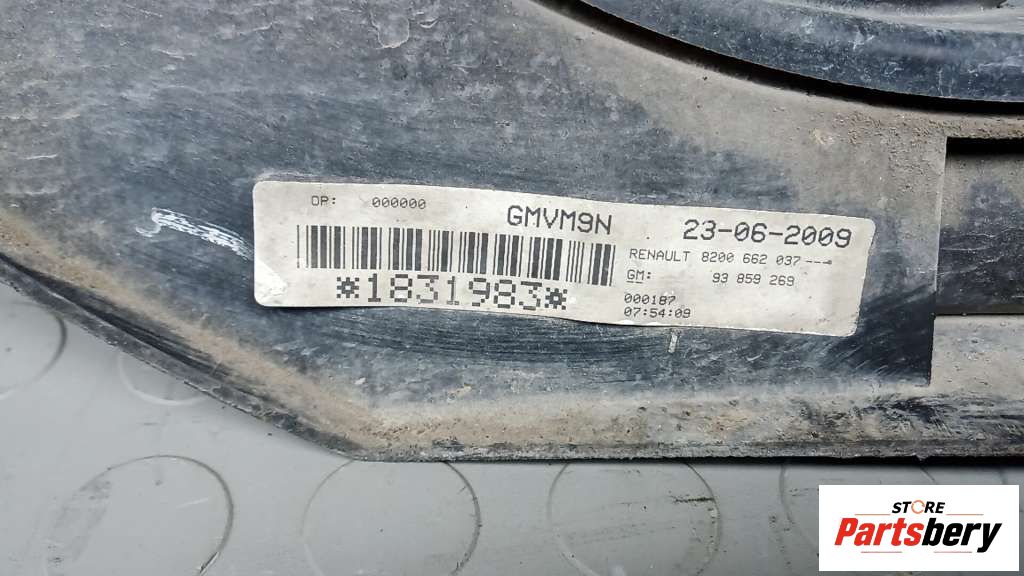 OP: 000000
GMVM9N
23-06-2009
*1831983*
RENAULT 8200 662 037 ---
GM: 93 859 269
000187
07:54:09
STORE
Partsbery